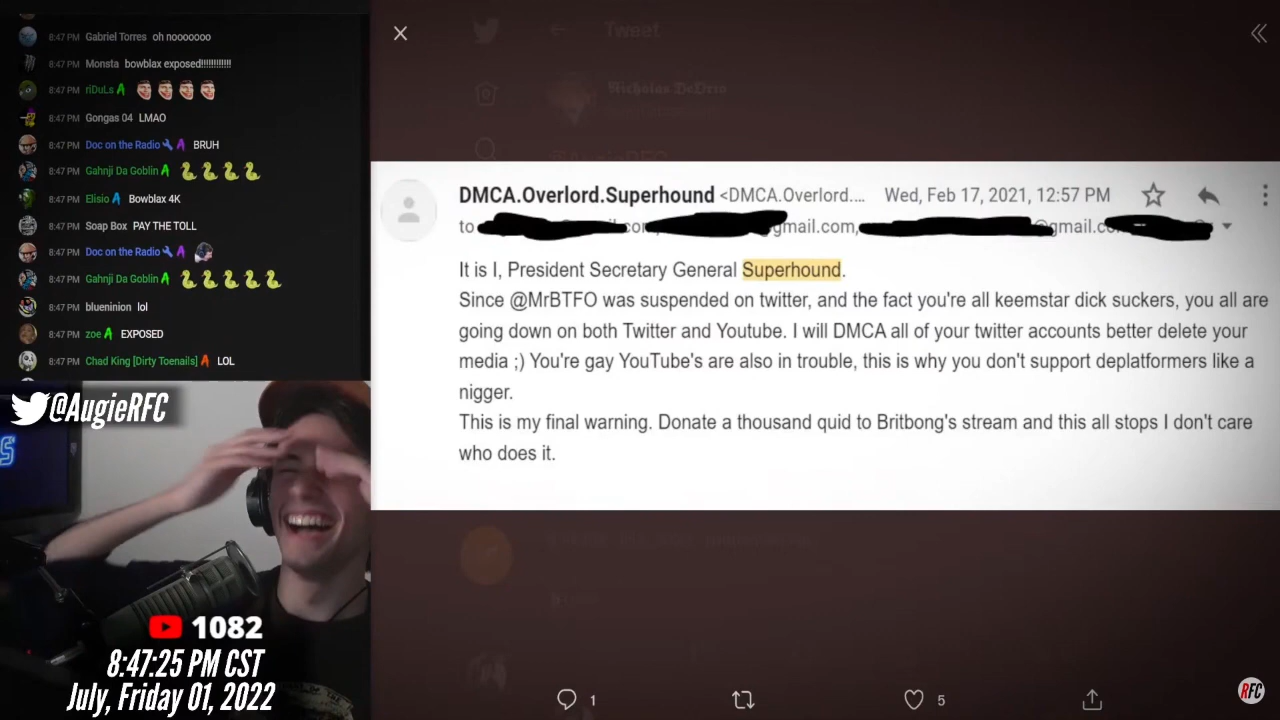 8:47 PM Gabriel Torres oh nooooooo
8:47 PM Monsta bowblax exposed!!!!!!!!!!!!
8:47 PM riDuLs
8:47 PM Gongas 04 LMAO
8:47 PM Doc on the Radio BRUH
8:47 PM Gahnji Da Goblin
8:47 PM Elisio Bowblax 4K
8:47 PM Soap Box PAY THE TOLL
8:47 PM Doc on the Radio
8:47 PM Gahnji Da Goblin
8:47 PM blueninion lol
8:47 PM zoe EXPOSED
8:47 PM Chad King [Dirty Toenails] LOL
@AugieRFC
S
1082
8:47:25 PM CST
July, Friday 01, 2022
Tweet
Nicholas DeOrio
@AugieRFC
DMCA.Overlord.Superhound <DMCA.Overlord.... Wed, Feb 17, 2021, 12:57 PM
to gmail.com, gmail.co
It is I, President Secretary General Superhound.
Since @MrBTFO was suspended on twitter, and the fact you're all keemstar dick suckers, you all are
going down on both Twitter and Youtube. I will DMCA all of your twitter accounts better delete your
media ;) You're gay YouTube's are also in trouble, this is why you don't support deplatformers like a
nigger.
This is my final warning. Donate a thousand quid to Britbong's stream and this all stops I don't care
who does it.
1
5
RFC